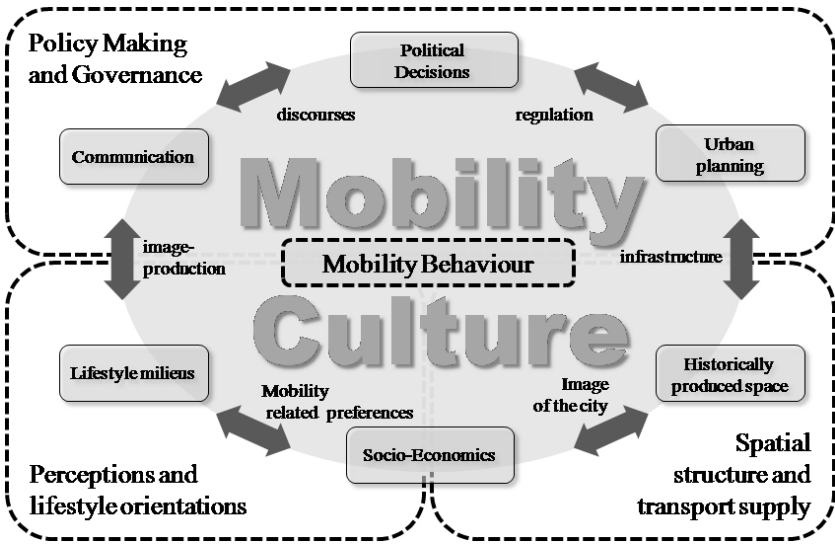 Policy Making
and Governance
Political
Decisions
discourses
regulation
Communication
Urban
planning
Mobility
image-
production
Mobility Behaviour
infrastructure
Culture
Lifestyle milieus
Historically
produced space
Mobility
related preferences
Image
of the city
Socio-Economics
Perceptions and
lifestyle orientations
Spatial
structure and
transport supply